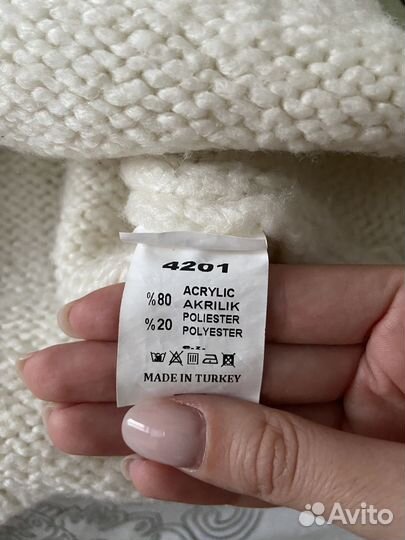 4201
%80 ACRYLIC
AKRILIK
%20 POLIESTER
POLYESTER
MADE IN TURKEY
Avito